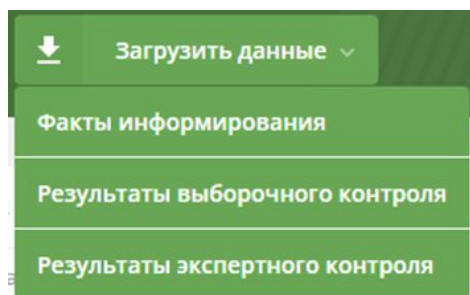 Загрузить данные
Факты информирования
Результаты выборочного контроля
Результаты экспертного контроля